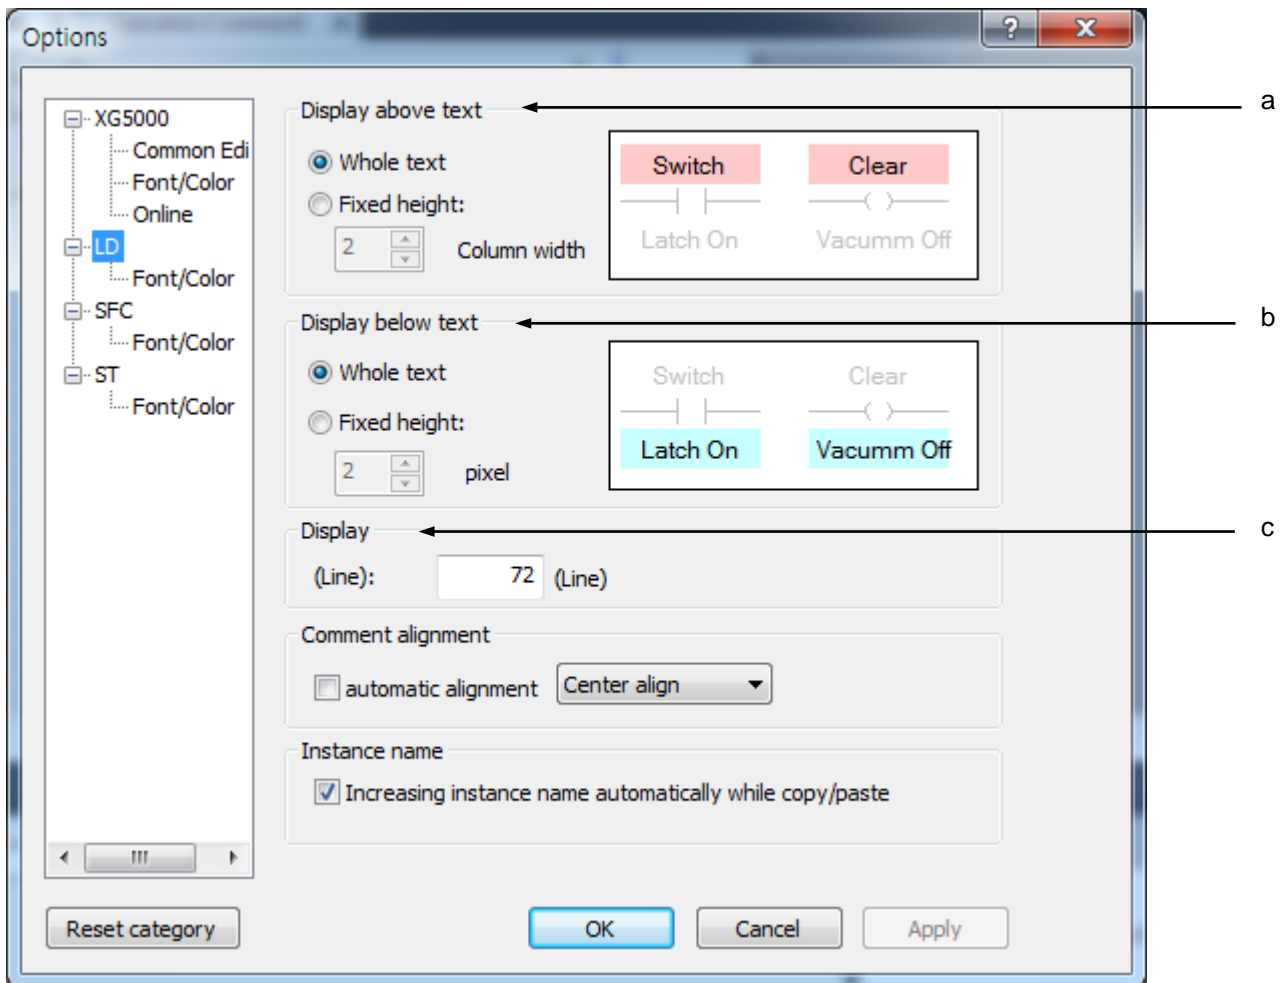 Options
?
X
a
XG5000
Common Edi
Font/Color
Online
LD
Font/Color
SFC
Font/Color
ST
Font/Color
Display above text
Whole text
Fixed height:
2 Column width
Switch Clear
Latch On Vacumm Off
b
Display below text
Whole text
Fixed height:
2 pixel
Switch Clear
Latch On Vacumm Off
c
Display
(Line): 72 (Line)
Comment alignment
automatic alignment Center align
Instance name
Increasing instance name automatically while copy/paste
Reset category OK Cancel Apply